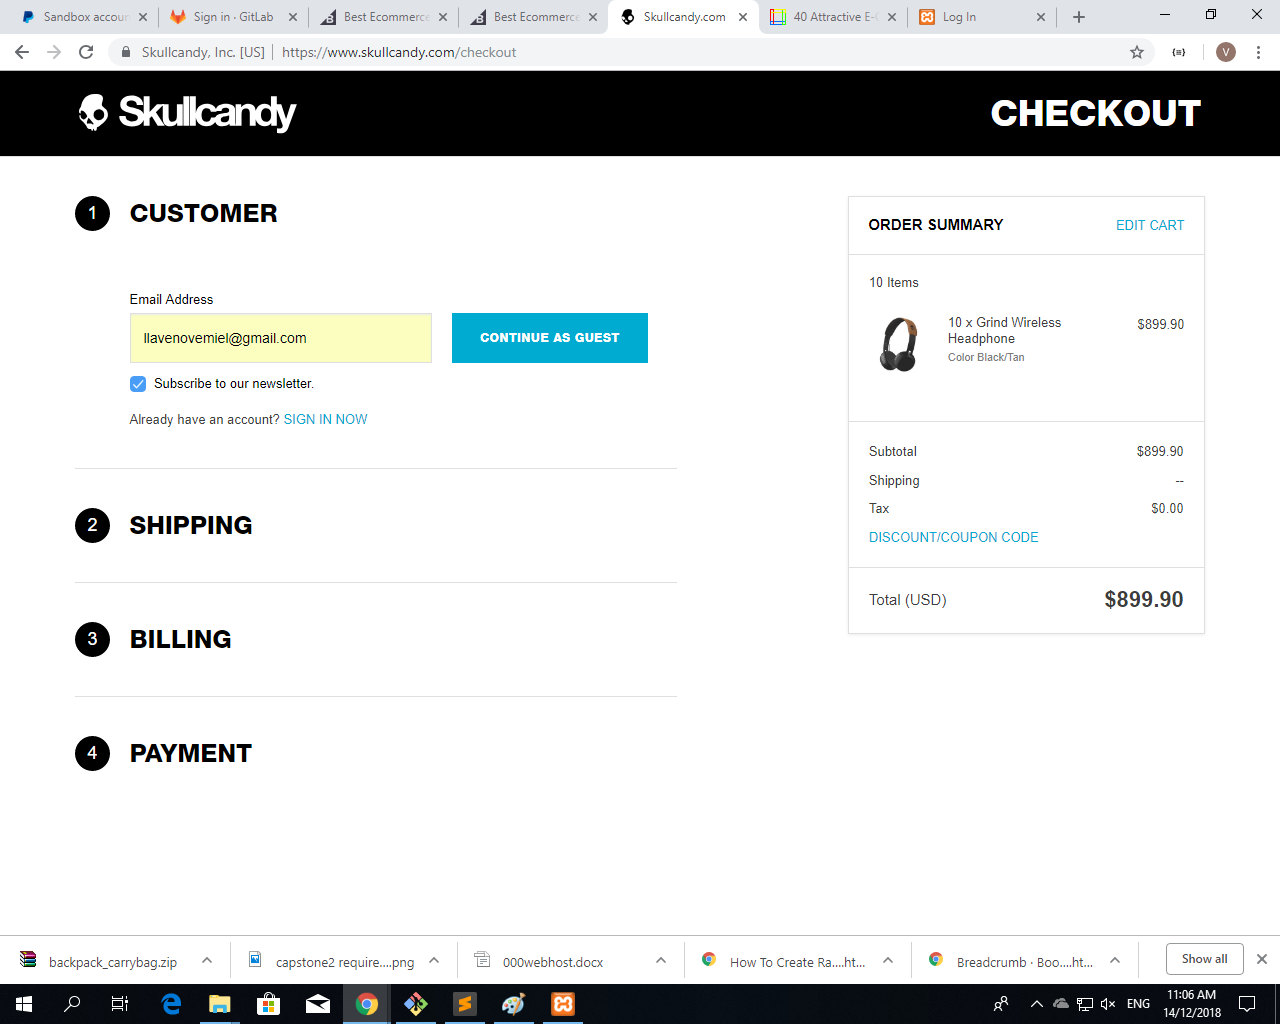 Sandbox accoun
Sign in · GitLab
Best Ecommerce
Best Ecommerce
Skullcandy.com
40 Attractive E-C
Log In
Skullcandy, Inc. [US]
https://www.skullcandy.com/checkout
V
Skullcandy
CHECKOUT
1 CUSTOMER
Email Address
llavenovemiel@gmail.com
CONTINUE AS GUEST
Subscribe to our newsletter.
Already have an account? SIGN IN NOW
2 SHIPPING
3 BILLING
4 PAYMENT
ORDER SUMMARY
EDIT CART
10 Items
10 x Grind Wireless
Headphone
$899.90
Color Black/Tan
Subtotal $899.90
Shipping --
Tax $0.00
DISCOUNT/COUPON CODE
Total (USD) $899.90
backpack_carrybag.zip
capstone2 require....png
000webhost.docx
How To Create Ra....ht...
Breadcrumb · Boo....ht...
Show all
ENG
11:06 AM
14/12/2018